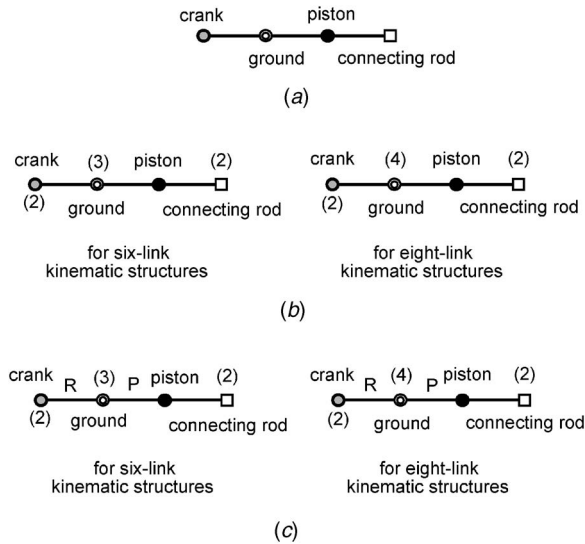 crank piston
ground connecting rod
(a)
crank (3) piston (2)
(2) ground connecting rod
for six-link
kinematic structures
crank (4) piston (2)
(2) ground connecting rod
for eight-link
kinematic structures
(b)
crank R (3) P piston (2)
(2) ground connecting rod
for six-link
kinematic structures
crank R (4) P piston (2)
(2) ground connecting rod
for eight-link
kinematic structures
(c)